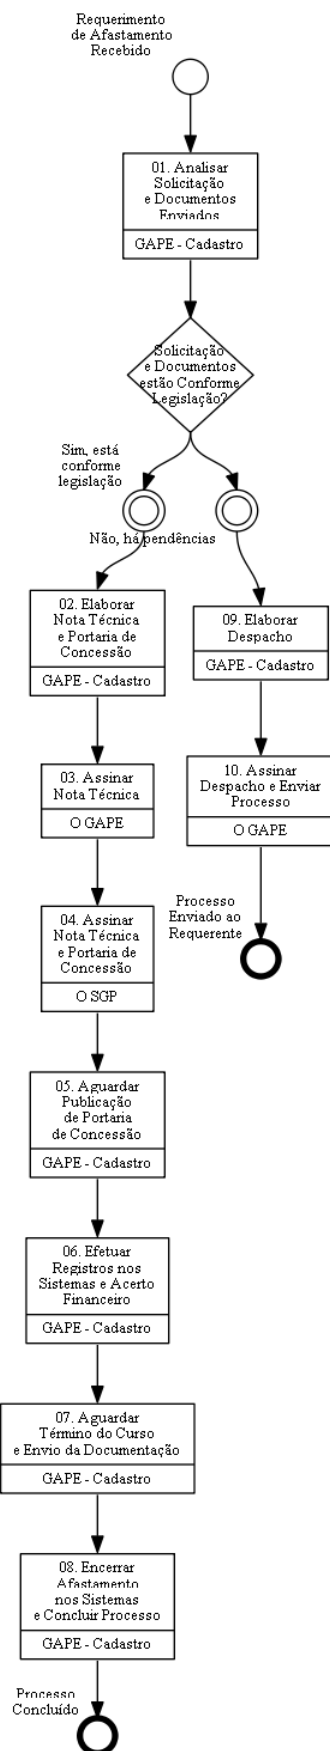 Requerimento
de Afastamento
Recebido
01. Analisar
Solicitação
e Documentos
Enviados
GAPE - Cadastro
Solicitação
e Documentos
estão Conforme
Legislação?
Sim, está
conforme
legislação
Não, há pendências
02. Elaborar
Nota Técnica
e Portaria de
Concessão
GAPE - Cadastro
09. Elaborar
Despacho
GAPE - Cadastro
03. Assinar
Nota Técnica
O GAPE
10. Assinar
Despacho e Enviar
Processo
O GAPE
04. Assinar
Nota Técnica
e Portaria de
Concessão
O SGP
Processo
Enviado ao
Requerente
05. Aguardar
Publicação
de Portaria
de Concessão
GAPE - Cadastro
06. Efetuar
Registros nos
Sistemas e Acerto
Financeiro
GAPE - Cadastro
07. Aguardar
Término do Curso
e Envio da Documentação
GAPE - Cadastro
08. Encerrar
Afastamento
nos Sistemas
e Concluir Processo
GAPE - Cadastro
Processo
Concluído